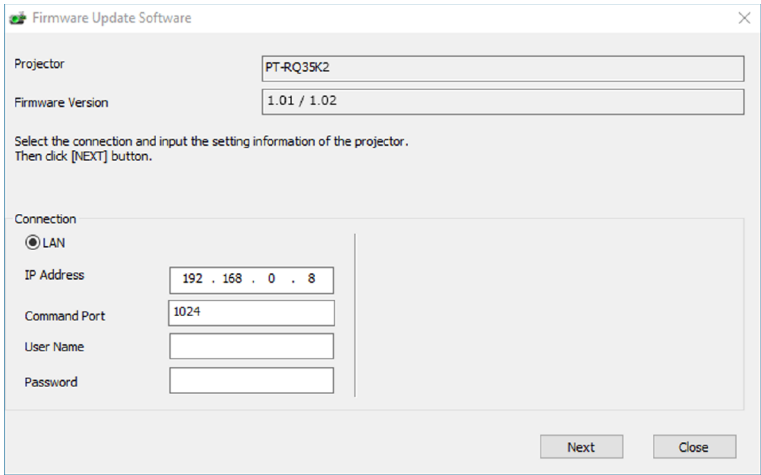 Firmware Update Software
Projector PT-RQ35K2
Firmware Version 1.01 / 1.02
Select the connection and input the setting information of the projector.
Then click [NEXT] button.
Connection
LAN
IP Address 192 . 168 . 0 . 8
Command Port 1024
User Name
Password
Next Close